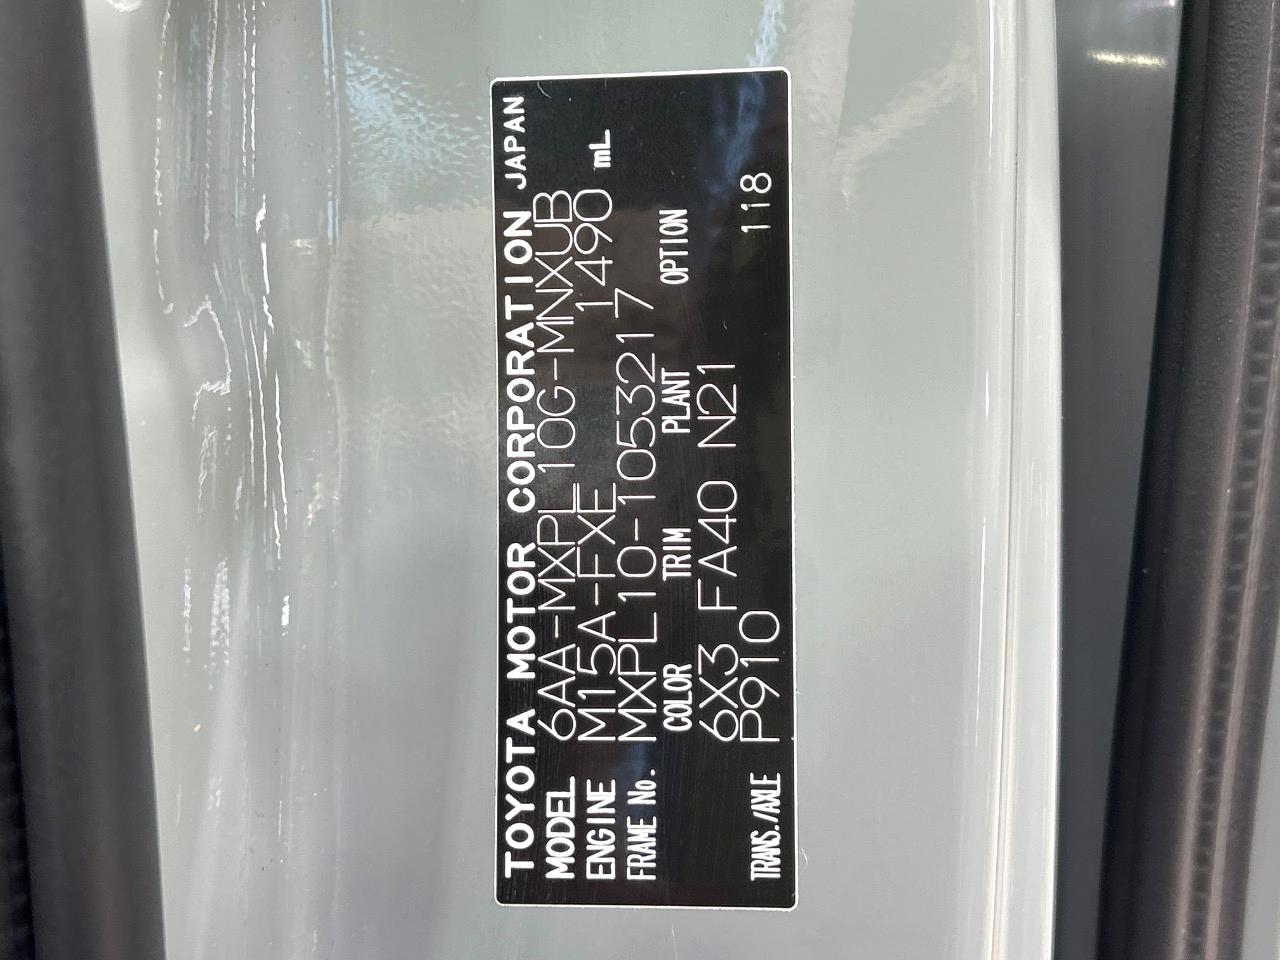 TOYOTA MOTOR CORPORATION JAPAN
MODEL 6AA-MXPL10G-MNXUB
ENGINE M15A-FXE 1490 mL
FRAME No. MXPL10-1053217
COLOR TRIM PLANT OPTION
6X3 FA40 N21
TRANS./AXLE P910 118